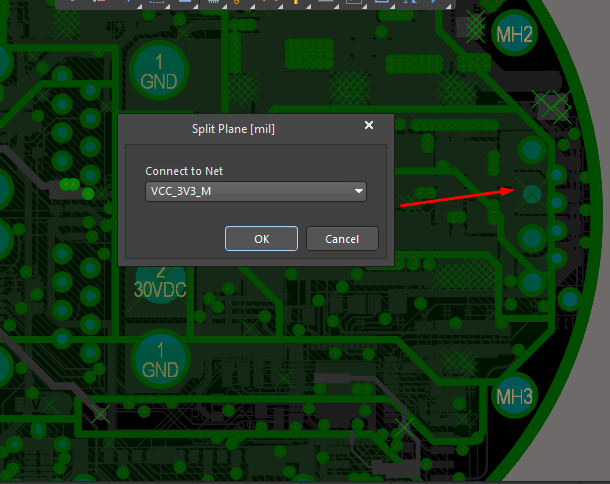 MH2
1
GND
Split Plane [mil]
Connect to Net
VCC_3V3_M
OK
Cancel
2
30VDC
1
GND
MH3